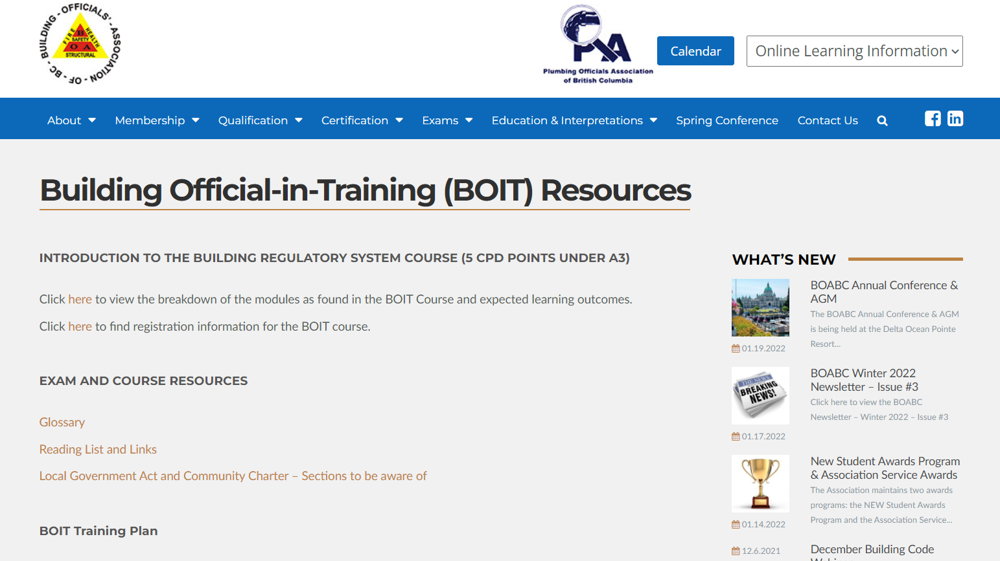 BUILDING - OFFICIALS' - ASSOCIATION - OF - BC -
FIRE
HEALTH
B
SAFETY
O A
STRUCTURAL
Plumbing Officials Association
of British Columbia
Calendar
Online Learning Information
About
Membership
Qualification
Certification
Exams
Education & Interpretations
Spring Conference
Contact Us
Building Official-in-Training (BOIT) Resources
INTRODUCTION TO THE BUILDING REGULATORY SYSTEM COURSE (5 CPD POINTS UNDER A3)
Click here to view the breakdown of the modules as found in the BOIT Course and expected learning outcomes.
Click here to find registration information for the BOIT course.
EXAM AND COURSE RESOURCES
Glossary
Reading List and Links
Local Government Act and Community Charter – Sections to be aware of
BOIT Training Plan
WHAT'S NEW
BOABC Annual Conference &
AGM
The BOABC Annual Conference & AGM
is being held at the Delta Ocean Pointe
Resort...
01.19.2022
THE NEWS
BREAKING
NEWS!
BOABC Winter 2022
Newsletter – Issue #3
Click here to view the BOABC
Newsletter – Winter 2022 – Issue #3
01.17.2022
New Student Awards Program
& Association Service Awards
The Association maintains two awards
programs: the NEW Student Awards
Program and the Association Service...
01.14.2022
December Building Code
12.6.2021